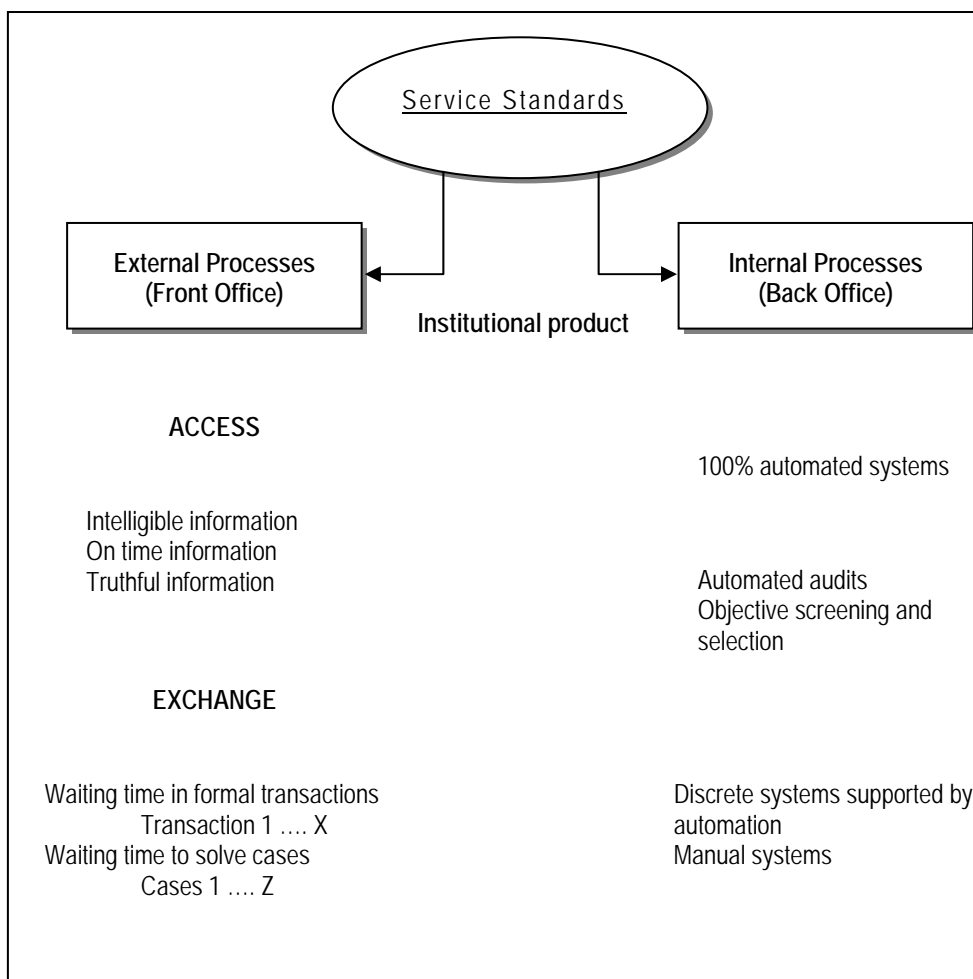 Service Standards
External Processes
(Front Office)
Internal Processes
(Back Office)
Institutional product
ACCESS
100% automated systems
Intelligible information
On time information
Truthful information
Automated audits
Objective screening and
selection
EXCHANGE
Waiting time in formal transactions
Transaction 1 .... X
Waiting time to solve cases
Cases 1 .... Z
Discrete systems supported by
automation
Manual systems